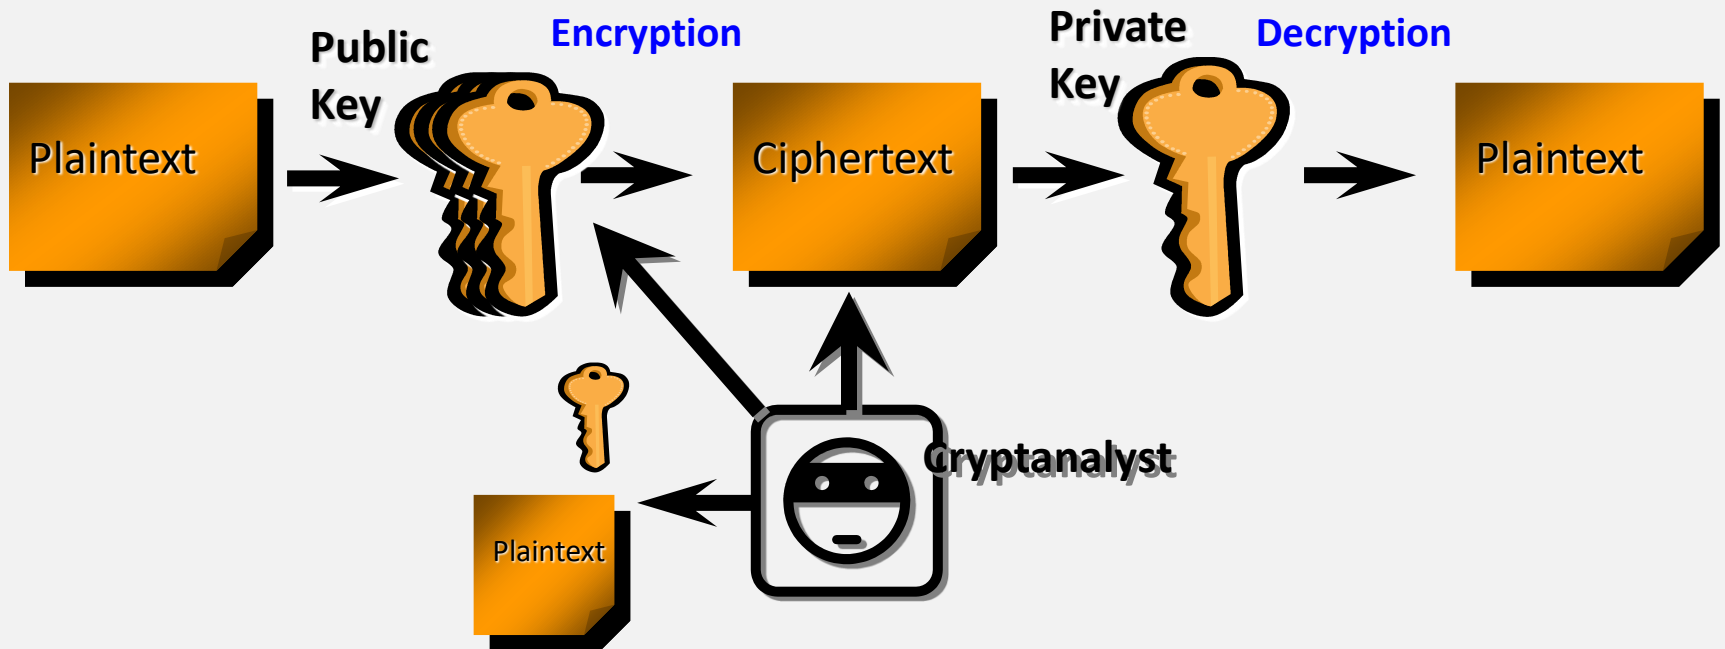 Public
Key
Encryption
Private
Key
Decryption
Plaintext
Ciphertext
Plaintext
Cryptanalyst
Plaintext